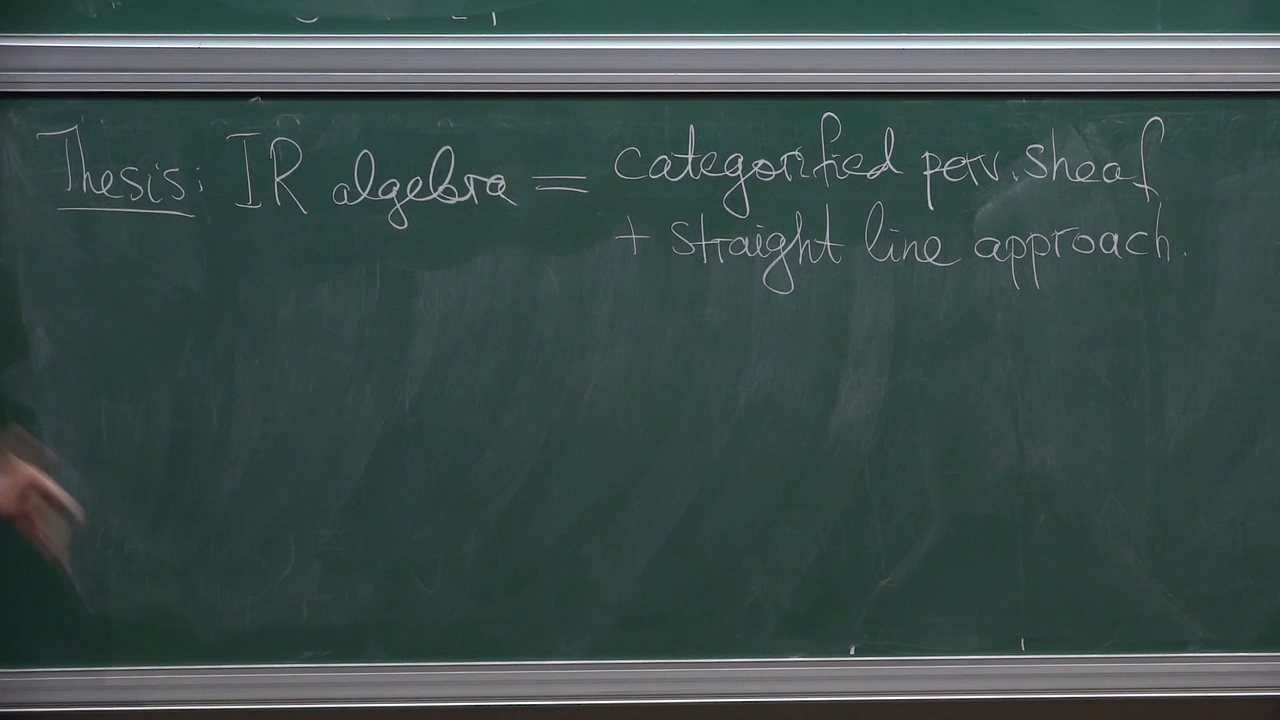 Thesis: IR algebra = categorified perv. sheaf
+ straight line approach.